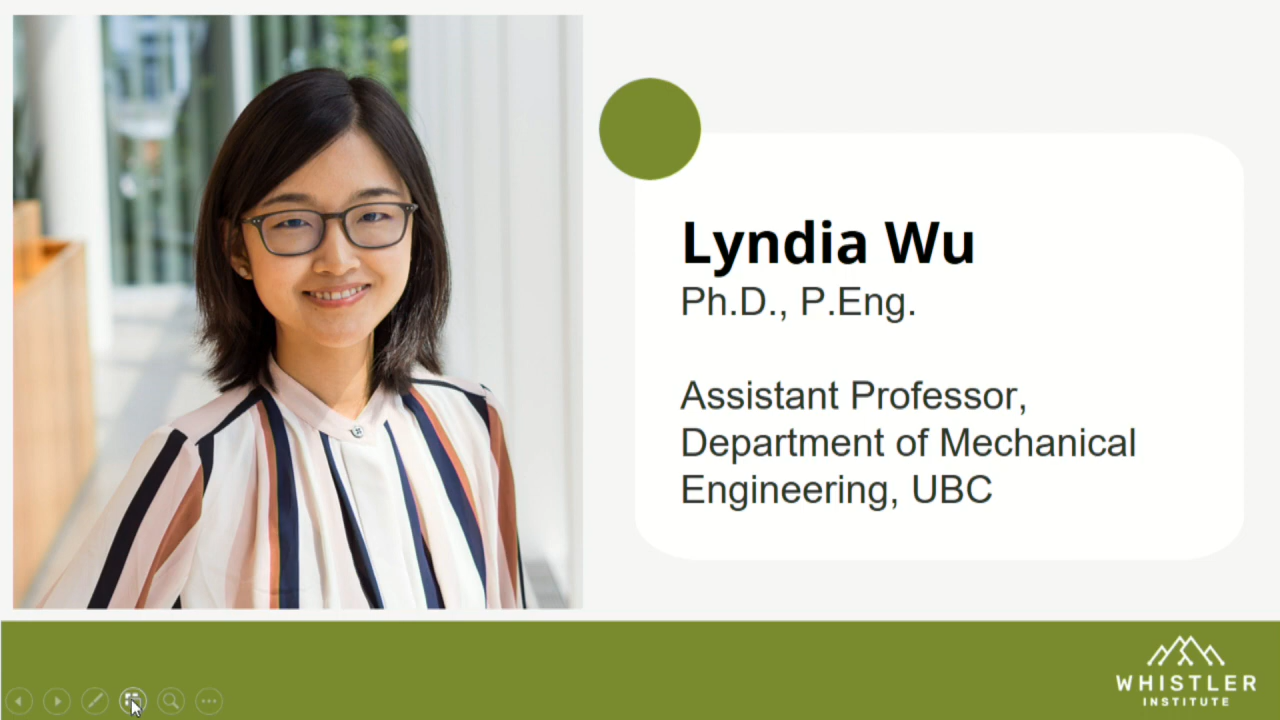 Lyndia Wu
Ph.D., P.Eng.
Assistant Professor,
Department of Mechanical
Engineering, UBC
WHISTLER
INSTITUTE